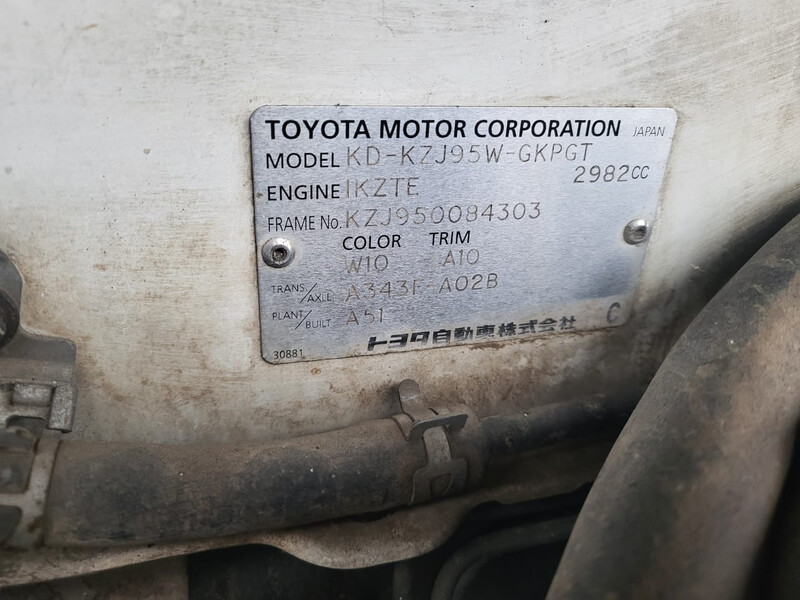 TOYOTA MOTOR CORPORATION JAPAN
MODEL KD-KZJ95W-GKPGT
2982CC
ENGINE 1KZTE
FRAME No. KZJ950084303
COLOR TRIM
W10 A10
TRANS./AXLE A343F A02B
PLANT/BUILT A51
トヨタ自動車株式会社 C
30881